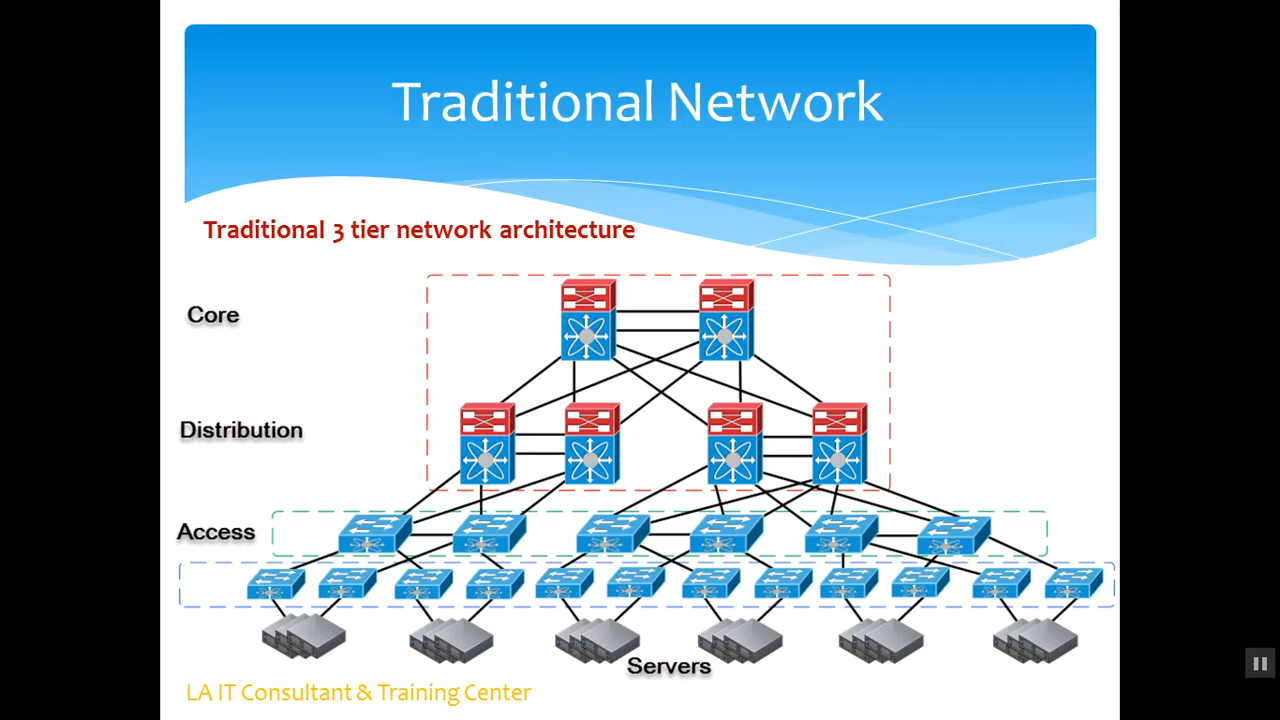 Traditional Network
Traditional 3 tier network architecture
Core
Distribution
Access
Servers
LA IT Consultant & Training Center